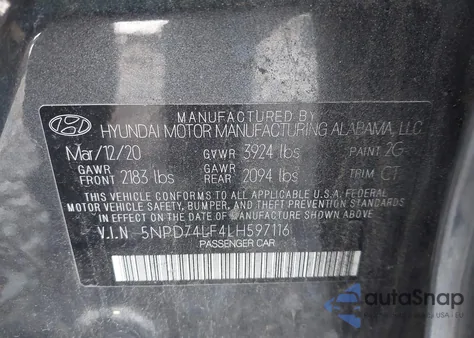 MANUFACTURED BY
HYUNDAI MOTOR MANUFACTURING ALABAMA, LLC
Mar/12/20 GVWR 3924 lbs PAINT 2G
GAWR FRONT 2183 lbs GAWR REAR 2094 lbs TRIM CT
THIS VEHICLE CONFORMS TO ALL APPLICABLE U.S.A. FEDERAL
MOTOR VEHICLE SAFETY, BUMPER, AND THEFT PREVENTION STANDARDS
IN EFFECT ON THE DATE OF MANUFACTURE SHOWN ABOVE.
V.I.N 5NPD74LF4LH597116
PASSENGER CAR
autoSnap